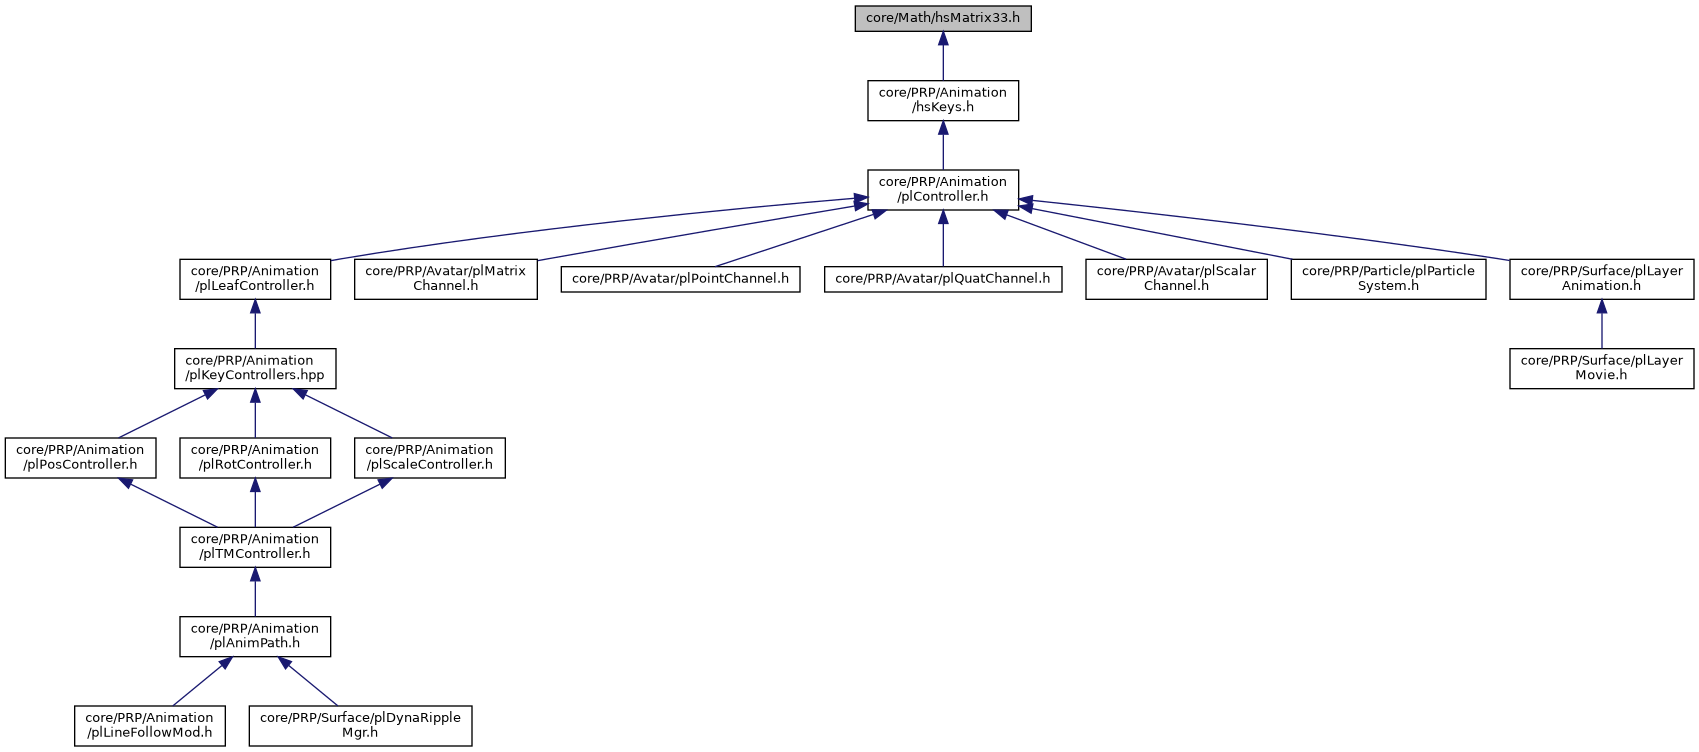 core/Math/hsMatrix33.h
core/PRP/Animation
/hsKeys.h
core/PRP/Animation
/plController.h
core/PRP/Animation
/plLeafController.h
core/PRP/Avatar/plMatrix
Channel.h
core/PRP/Avatar/plPointChannel.h
core/PRP/Avatar/plQuatChannel.h
core/PRP/Avatar/plScalar
Channel.h
core/PRP/Particle/plParticle
System.h
core/PRP/Surface/plLayer
Animation.h
core/PRP/Animation
/plKeyControllers.hpp
core/PRP/Surface/plLayer
Movie.h
core/PRP/Animation
/plPosController.h
core/PRP/Animation
/plRotController.h
core/PRP/Animation
/plScaleController.h
core/PRP/Animation
/plTMController.h
core/PRP/Animation
/plAnimPath.h
core/PRP/Animation
/plLineFollowMod.h
core/PRP/Surface/plDynaRipple
Mgr.h